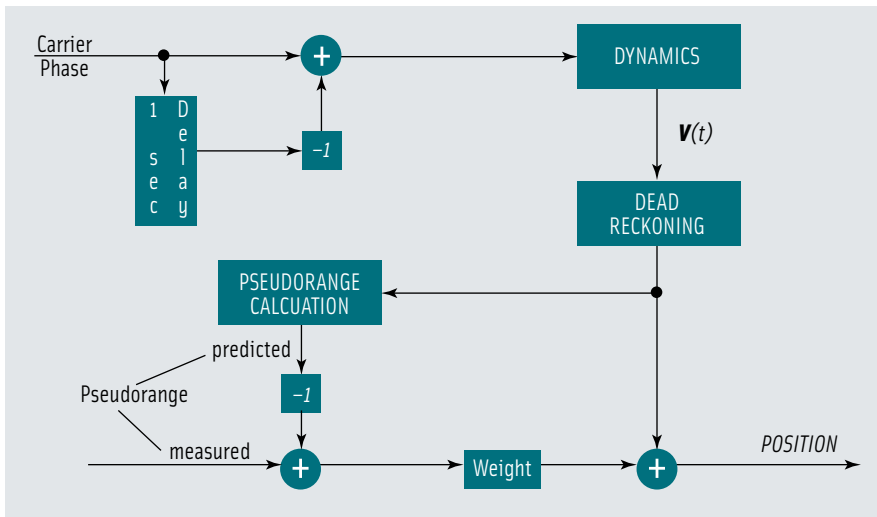 Carrier
Phase
+
DYNAMICS
1 sec
Delay
–1
V(t)
DEAD
RECKONING
PSEUDORANGE
CALCUATION
predicted
–1
Pseudorange
measured
+
Weight
+
POSITION